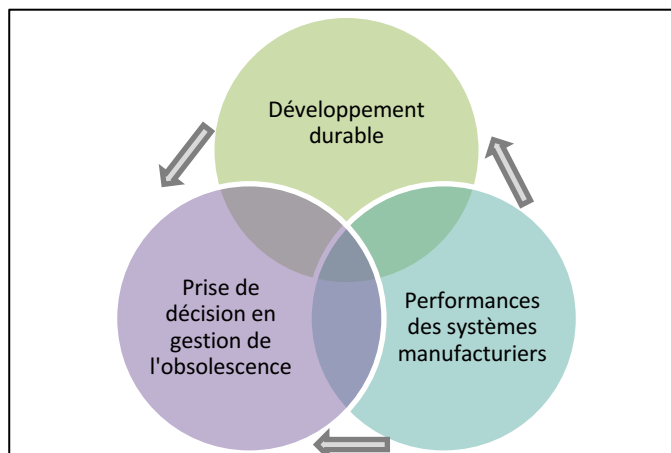 Développement
durable
Prise de
décision en
gestion de
l'obsolescence
Performances
des systèmes
manufacturiers